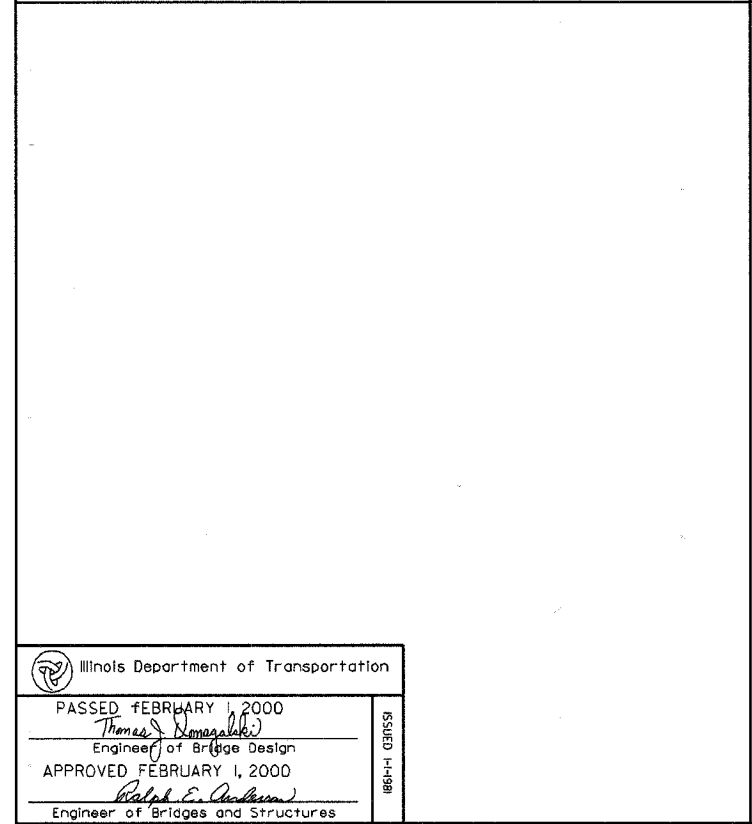 Illinois Department of Transportation
PASSED fEBRUARY 1, 2000
Thomas J. Domagalski
Engineer of Bridge Design
APPROVED FEBRUARY 1, 2000
Ralph E. Anderson
Engineer of Bridges and Structures
ISSUED 1-1-1981